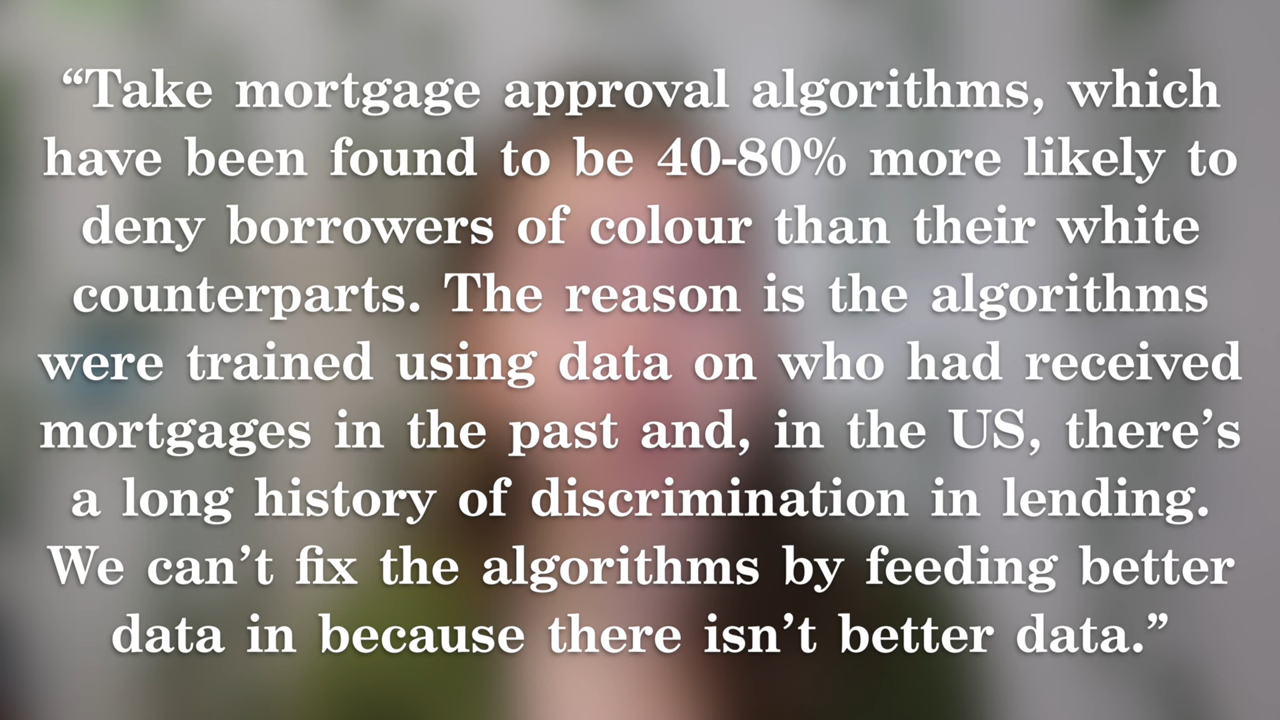 “Take mortgage approval algorithms, which
have been found to be 40-80% more likely to
deny borrowers of colour than their white
counterparts. The reason is the algorithms
were trained using data on who had received
mortgages in the past and, in the US, there’s
a long history of discrimination in lending.
We can’t fix the algorithms by feeding better
data in because there isn’t better data.”